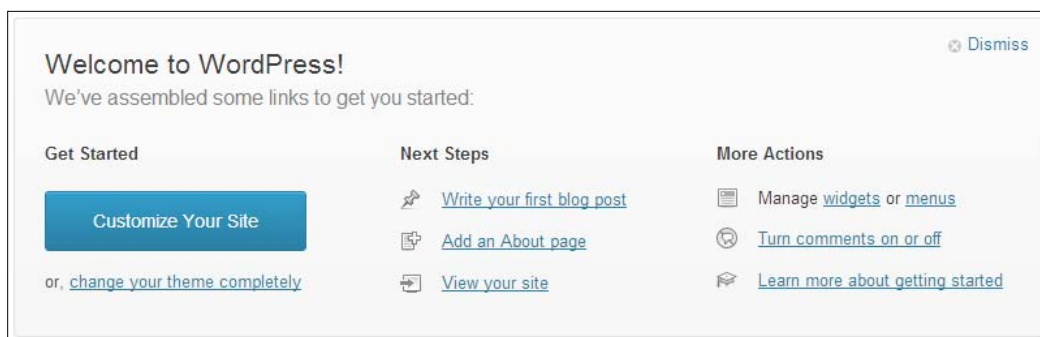 Dismiss
Welcome to WordPress!
We've assembled some links to get you started:
Get Started
Customize Your Site
or, change your theme completely
Next Steps
Write your first blog post
Add an About page
View your site
More Actions
Manage widgets or menus
Turn comments on or off
Learn more about getting started